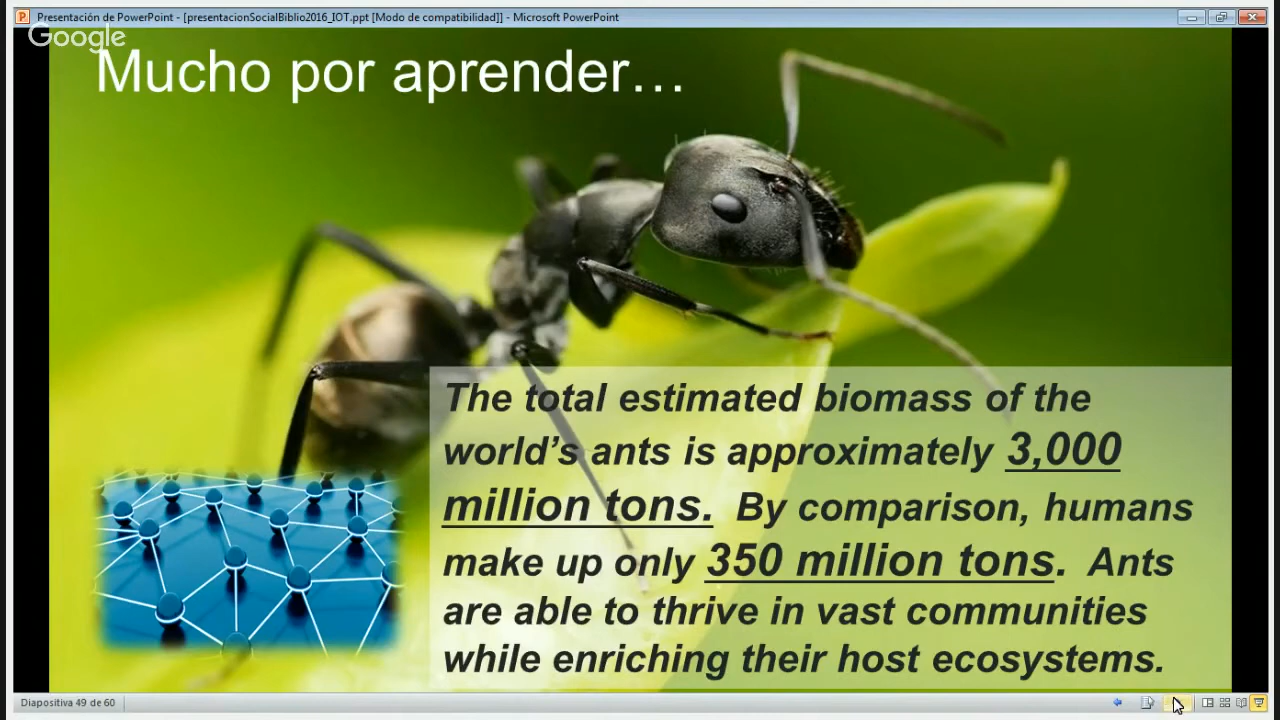 Presentación de PowerPoint - [presentacionSocialBiblio2016_IOT.ppt [Modo de compatibilidad]] - Microsoft PowerPoint
Google
Mucho por aprender…
The total estimated biomass of the
world’s ants is approximately 3,000
million tons. By comparison, humans
make up only 350 million tons. Ants
are able to thrive in vast communities
while enriching their host ecosystems.
Diapositiva 49 de 60